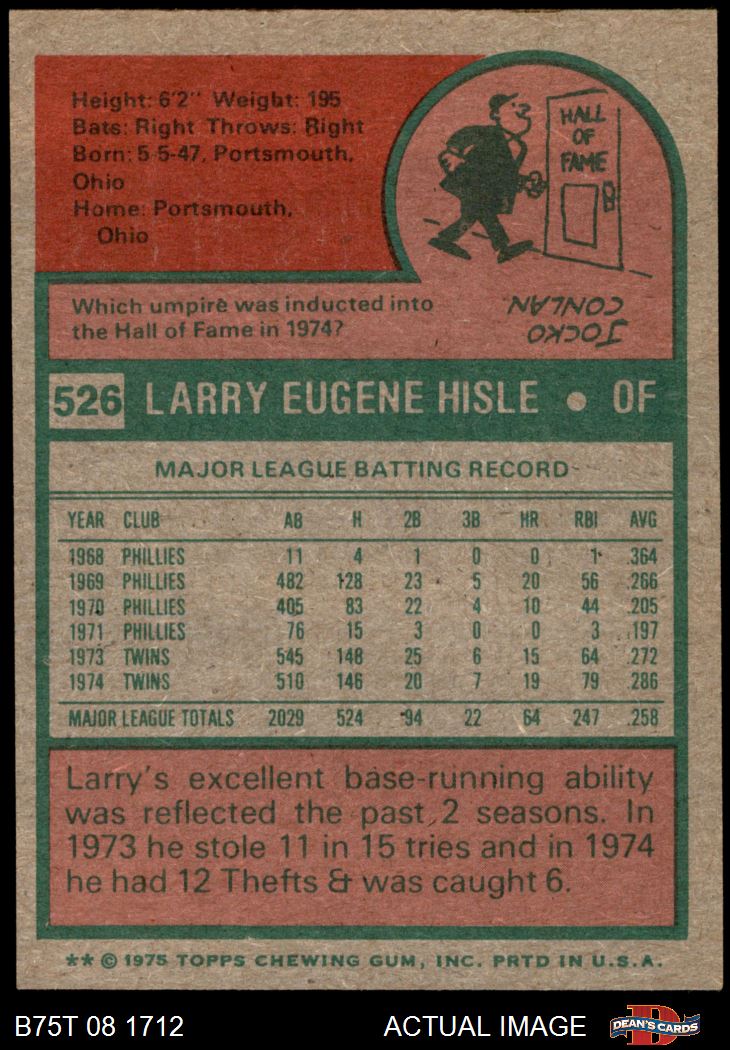 Height: 6'2" Weight: 195
Bats: Right Throws: Right
Born: 5-5-47, Portsmouth,
Ohio
Home: Portsmouth,
Ohio
HALL
OF
FAME
Which umpire was inducted into
the Hall of Fame in 1974?
JOCKO
CONLAN
526 LARRY EUGENE HISLE • OF
MAJOR LEAGUE BATTING RECORD
YEAR CLUB AB H 2B 3B HR RBI AVG
1968 PHILLIES 11 4 1 0 0 1 .364
1969 PHILLIES 482 128 23 5 20 56 .266
1970 PHILLIES 405 83 22 4 10 44 .205
1971 PHILLIES 76 15 3 0 0 3 .197
1973 TWINS 545 148 25 6 15 64 .272
1974 TWINS 510 146 20 7 19 79 .286
MAJOR LEAGUE TOTALS 2029 524 94 22 64 247 .258
Larry's excellent base-running ability
was reflected the past 2 seasons. In
1973 he stole 11 in 15 tries and in 1974
he had 12 Thefts & was caught 6.
** © 1975 TOPPS CHEWING GUM, INC. PRTD IN U.S.A.
B75T 08 1712 ACTUAL IMAGE D DEAN'S CARDS